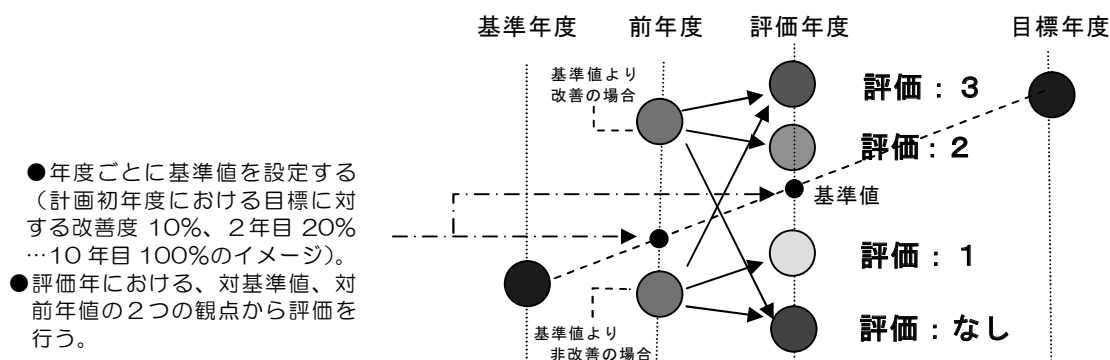 基準年度 前年度 評価年度 目標年度
基準値より
改善の場合
評価：３
評価：２
●年度ごとに基準値を設定する
（計画初年度における目標に対
する改善度 10%、２年目 20%
…10 年目 100%のイメージ）。
●評価年における、対基準値、対
前年値の２つの観点から評価を
行う。
基準値
評価：１
評価：なし
基準値より
非改善の場合